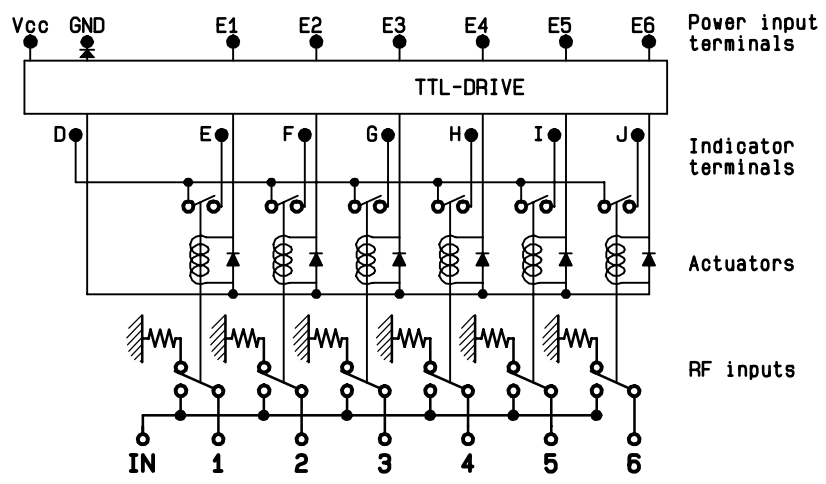 Vcc GND E1 E2 E3 E4 E5 E6 Power input
terminals
TTL-DRIVE
D E F G H I J Indicator
terminals
Actuators
RF inputs
IN 1 2 3 4 5 6